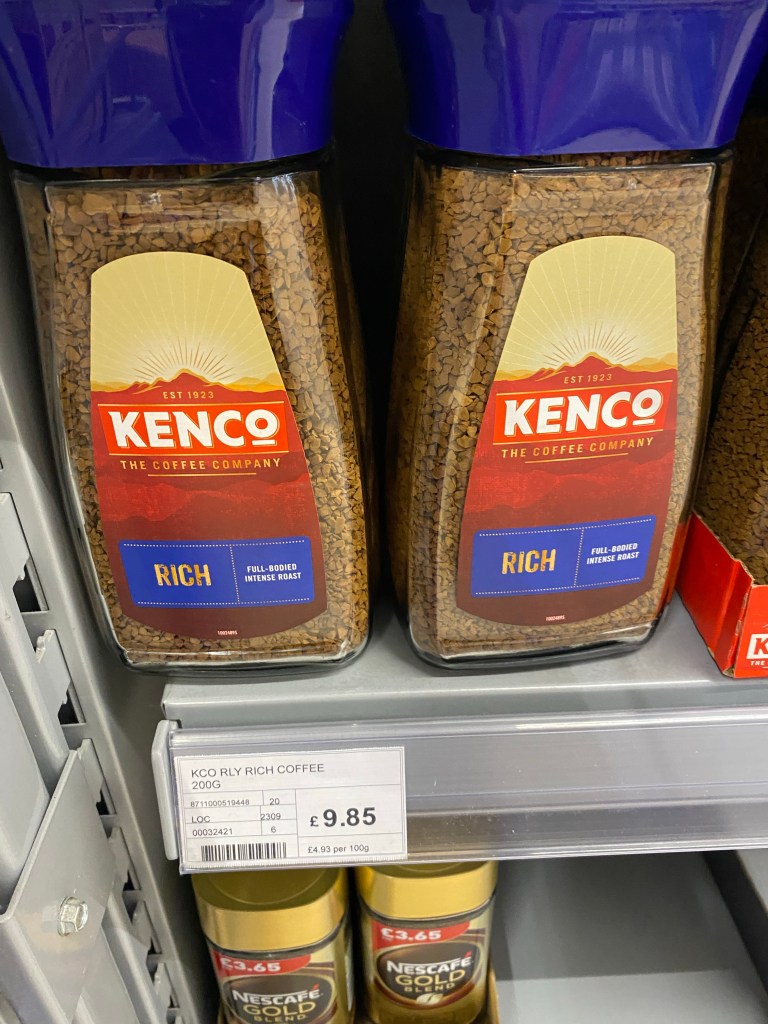 EST 1923
KENCO
THE COFFEE COMPANY
RICH
FULL-BODIED
INTENSE ROAST
10024895
EST 1923
KENCO
THE COFFEE COMPANY
RICH
FULL-BODIED
INTENSE ROAST
K
THE
KCO RLY RICH COFFEE
200G
8711000519448 20
LOC 2309
00032421 6
£9.85
£4.93 per 100g
£3.65
NESCAFÉ
GOLD
BLEND
£3.65
NESCAFÉ
GOLD
BLEND